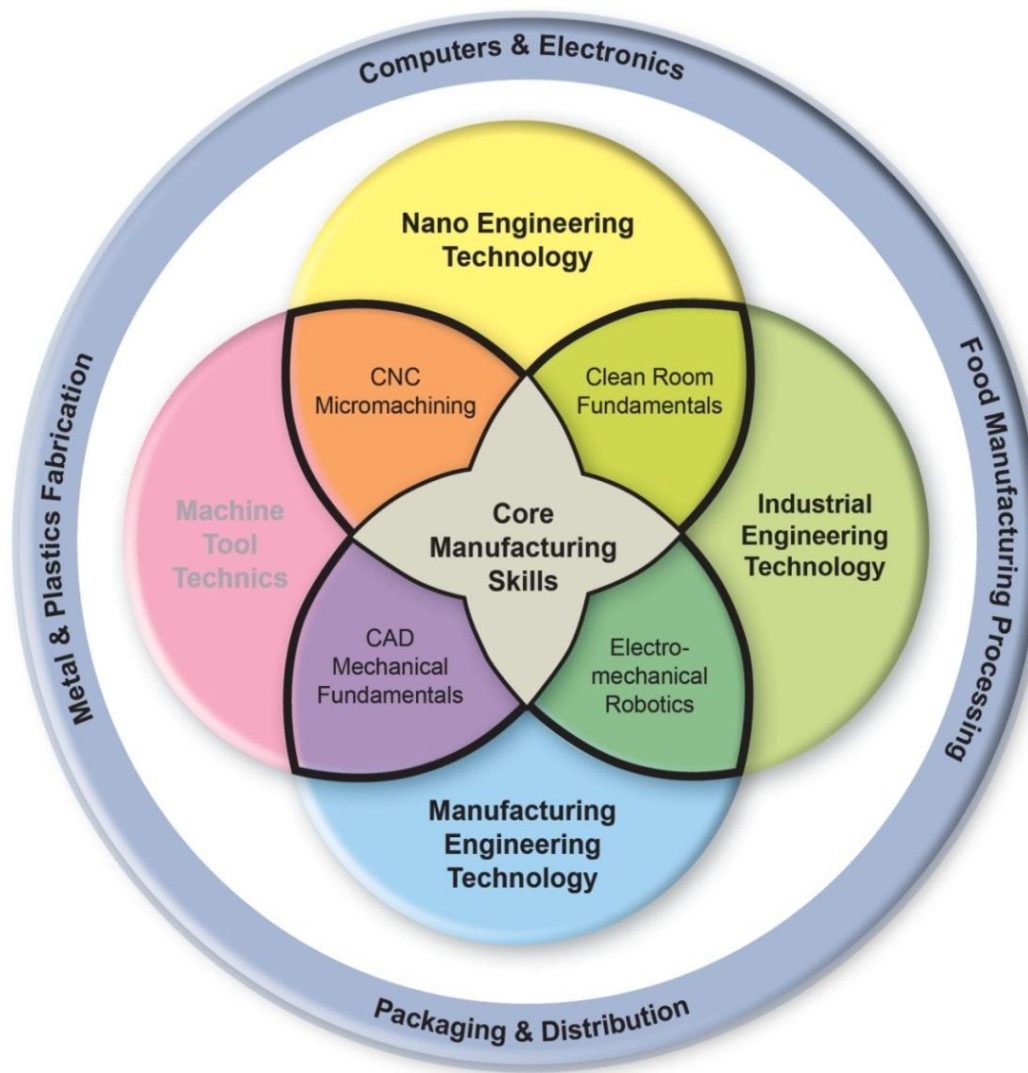 Computers & Electronics
Nano Engineering
Technology
CNC
Micromachining
Clean Room
Fundamentals
Metal & Plastics Fabrication
Machine
Tool
Technics
Core
Manufacturing
Skills
Industrial
Engineering
Technology
Food Manufacturing Processing
CAD
Mechanical
Fundamentals
Electro-
mechanical
Robotics
Manufacturing
Engineering
Technology
Packaging & Distribution